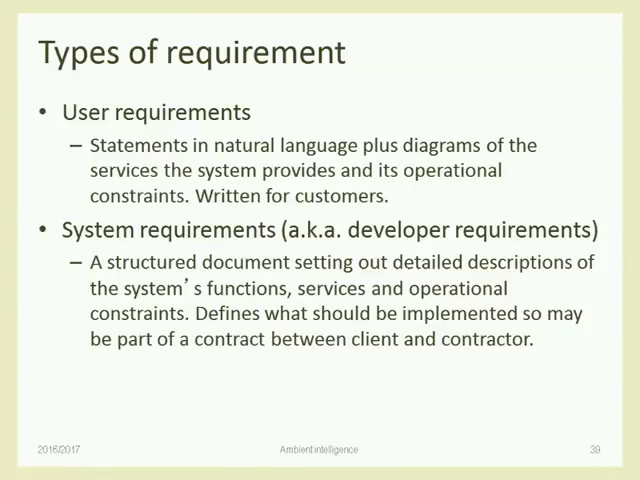 Types of requirement
• User requirements
– Statements in natural language plus diagrams of the
services the system provides and its operational
constraints. Written for customers.
• System requirements (a.k.a. developer requirements)
– A structured document setting out detailed descriptions of
the system’s functions, services and operational
constraints. Defines what should be implemented so may
be part of a contract between client and contractor.
2016/2017 Ambient intelligence 39